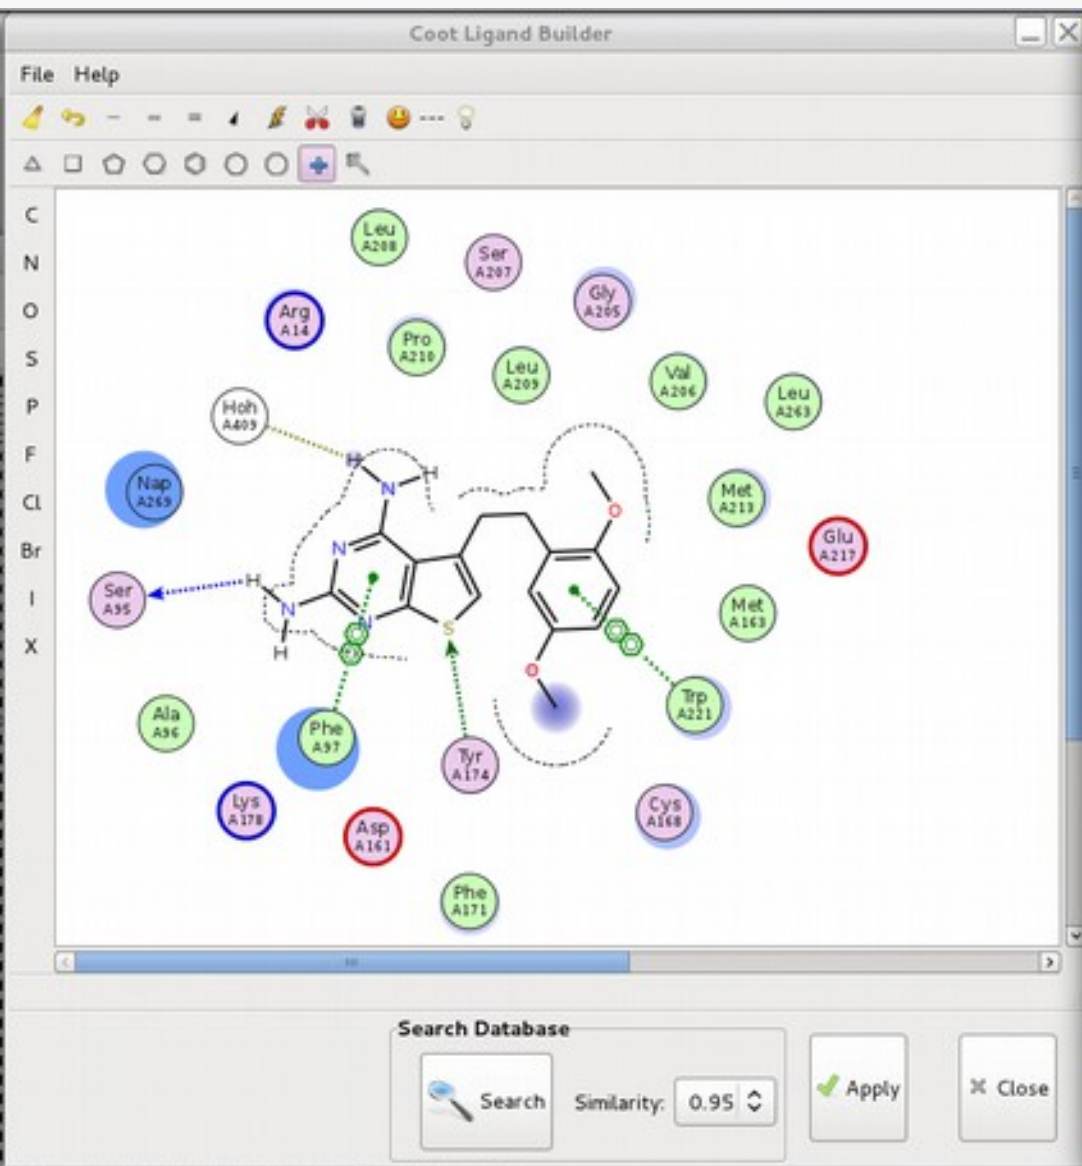 Coot Ligand Builder
File Help
C
N
O
S
P
F
Cl
Br
I
X
Leu
A208
Ser
A207
Gly
A205
Arg
A14
Pro
A210
Leu
A209
Val
A206
Leu
A263
Hoh
A409
H
H
N
Nap
A269
O
Met
A213
N
Glu
A217
Ser
A95
H
N
N
S
Met
A163
H
O
Trp
A221
Ala
A96
Phe
A97
Tyr
A174
Lys
A178
Asp
A161
Cys
A168
Phe
A171
Search Database
Search Similarity: 0.95
Apply
Close